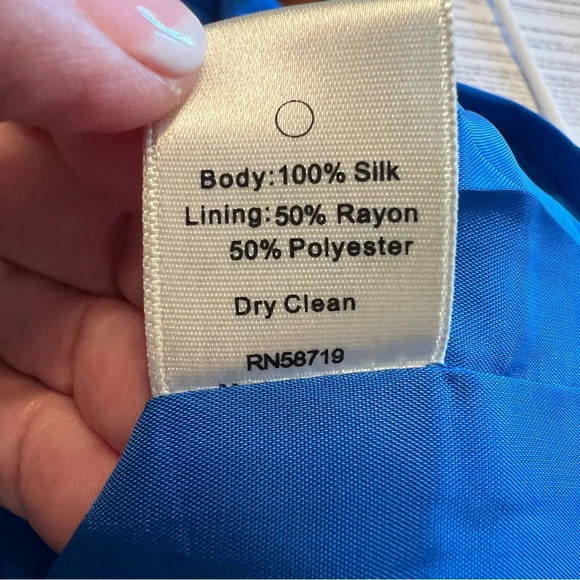 Body:100% Silk
Lining:50% Rayon
50% Polyester
Dry Clean
RN58719